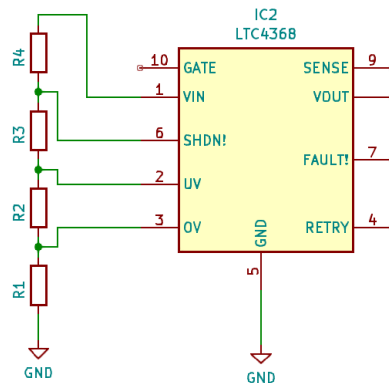 IC2
LTC4368
10 GATE SENSE 9
1 VIN VOUT
R4
6 SHDN!
R3
FAULT! 7
2 UV
R2
3 OV RETRY 4
GND
5
R1
GND
GND